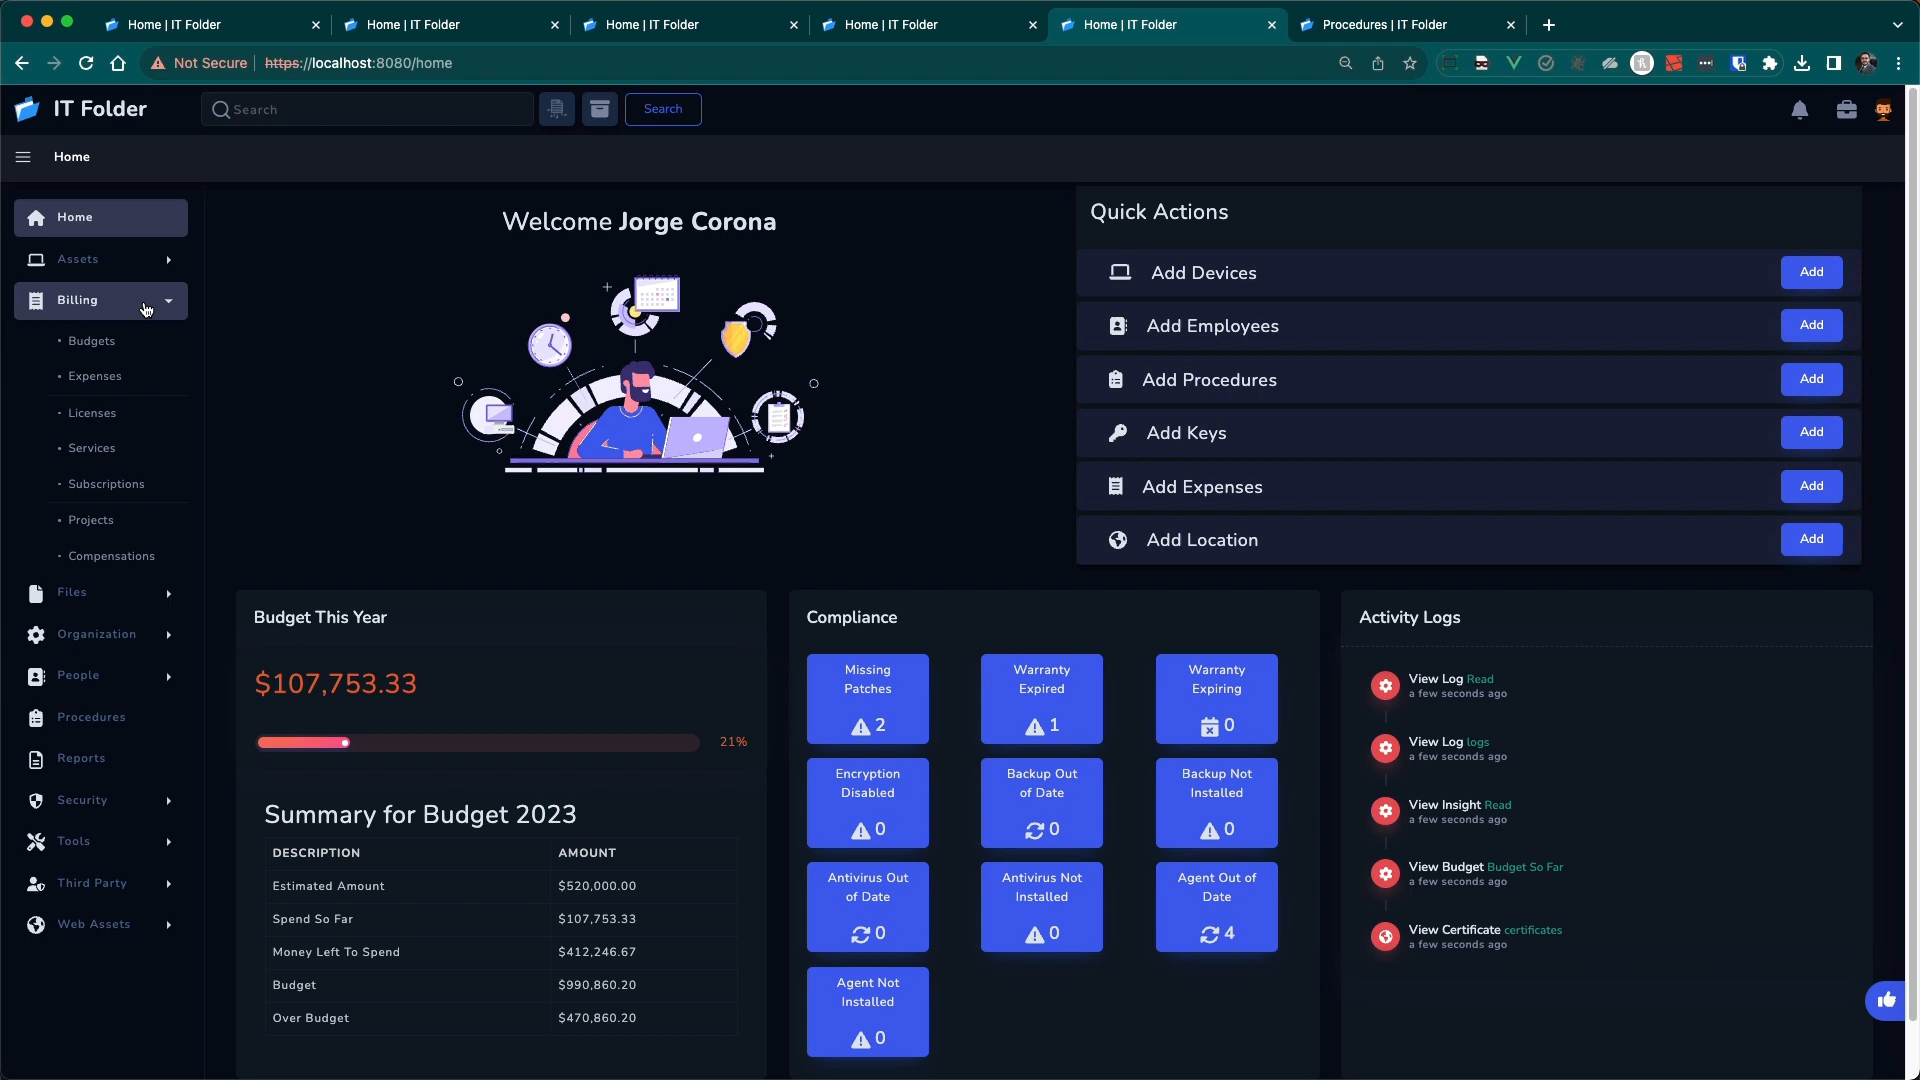 Home | IT Folder
Home | IT Folder
Home | IT Folder
Home | IT Folder
Home | IT Folder
Procedures | IT Folder
Not Secure
https://localhost:8080/home
IT Folder
Search
Search
Home
Home
Assets
Billing
Budgets
Expenses
Licenses
Services
Subscriptions
Projects
Compensations
Files
Organization
People
Procedures
Reports
Security
Tools
Third Party
Web Assets
Welcome Jorge Corona
Quick Actions
Add Devices
Add
Add Employees
Add
Add Procedures
Add
Add Keys
Add
Add Expenses
Add
Add Location
Add
Budget This Year
$107,753.33
21%
Summary for Budget 2023
DESCRIPTION AMOUNT
Estimated Amount $520,000.00
Spend So Far $107,753.33
Money Left To Spend $412,246.67
Budget $990,860.20
Over Budget $470,860.20
Compliance
Missing
Patches
2
Warranty
Expired
1
Warranty
Expiring
0
Encryption
Disabled
0
Backup Out
of Date
0
Backup Not
Installed
0
Antivirus Out
of Date
0
Antivirus Not
Installed
0
Agent Out of
Date
4
Agent Not
Installed
0
Activity Logs
View Log Read
a few seconds ago
View Log logs
a few seconds ago
View Insight Read
a few seconds ago
View Budget Budget So Far
a few seconds ago
View Certificate certificates
a few seconds ago